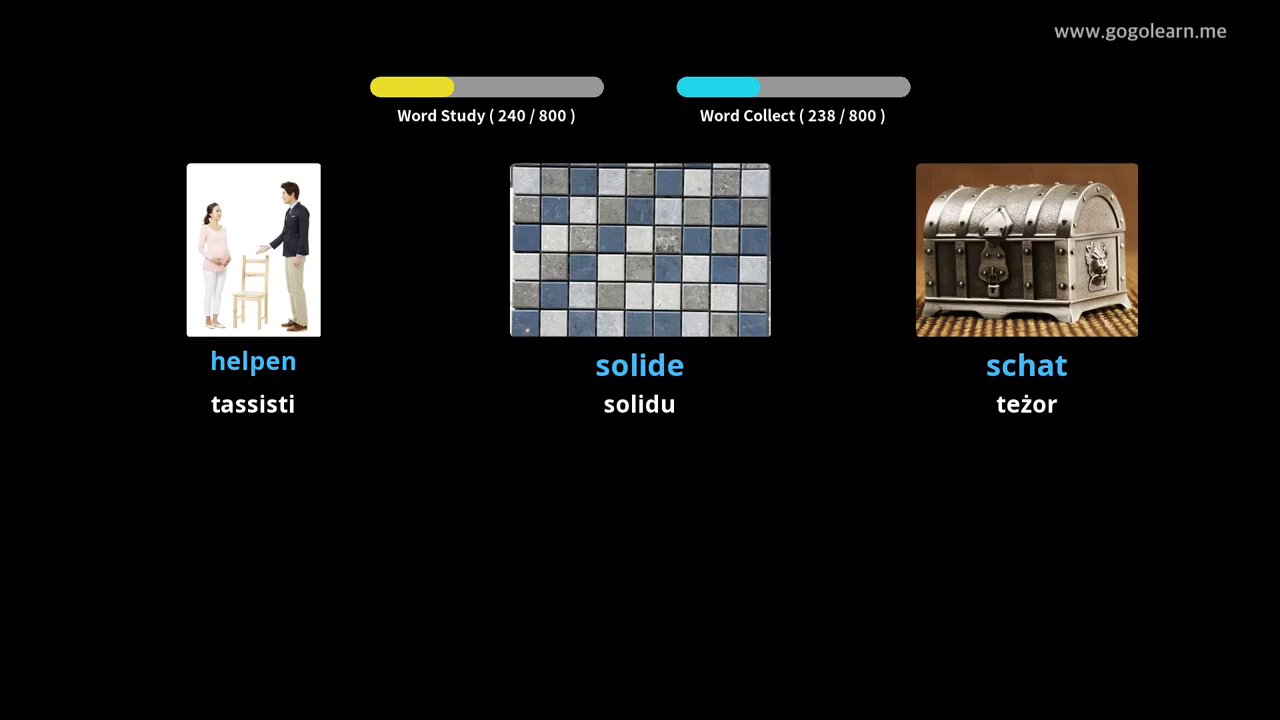 www.gogolearn.me
Word Study ( 240 / 800 )
Word Collect ( 238 / 800 )
helpen
tassisti
solide
solidu
schat
teżor